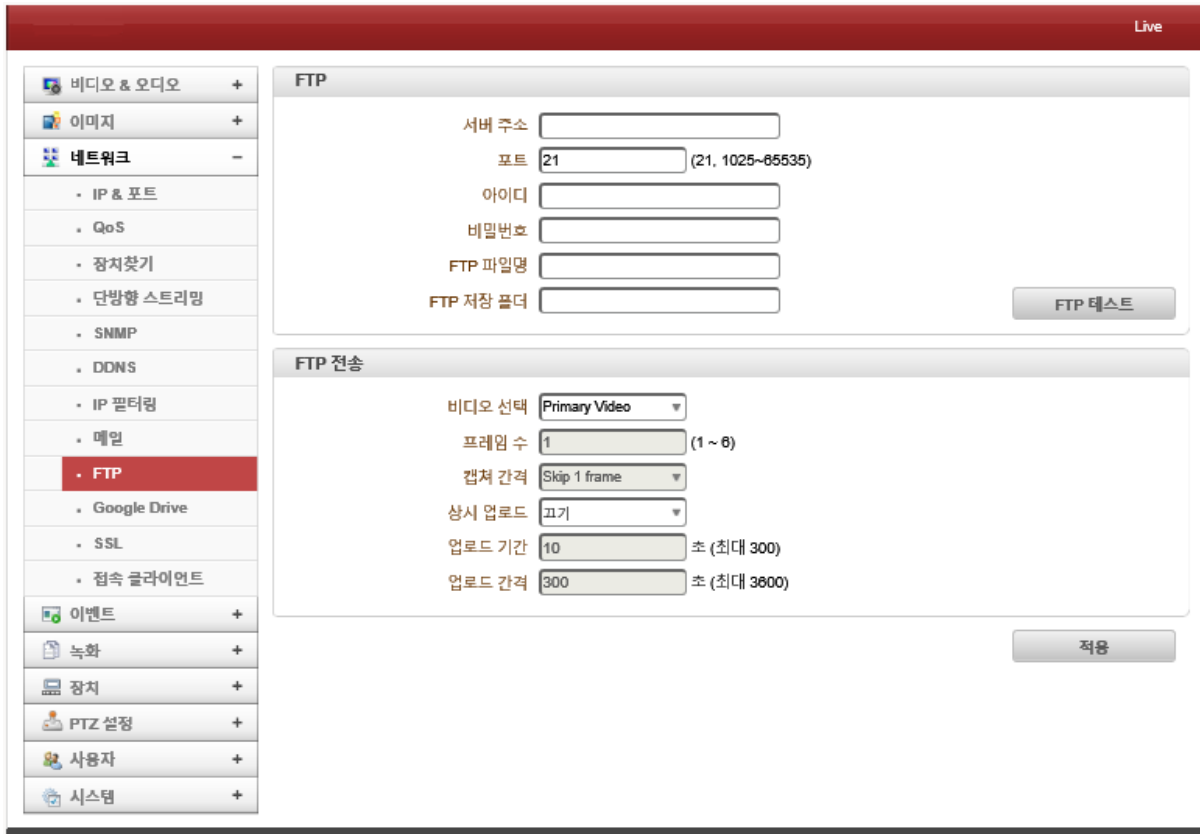 Live
비디오 & 오디오 +
이미지 +
네트워크 −
· IP & 포트
· QoS
· 장치찾기
· 단방향 스트리밍
· SNMP
· DDNS
· IP 필터링
· 메일
· FTP
· Google Drive
· SSL
· 접속 클라이언트
이벤트 +
녹화 +
장치 +
PTZ 설정 +
사용자 +
시스템 +
FTP
서버 주소
포트 21 (21, 1025~65535)
아이디
비밀번호
FTP 파일명
FTP 저장 폴더
FTP 테스트
FTP 전송
비디오 선택 Primary Video
프레임 수 1 (1 ~ 6)
캡쳐 간격 Skip 1 frame
상시 업로드 끄기
업로드 기간 10 초 (최대 300)
업로드 간격 300 초 (최대 3600)
적용